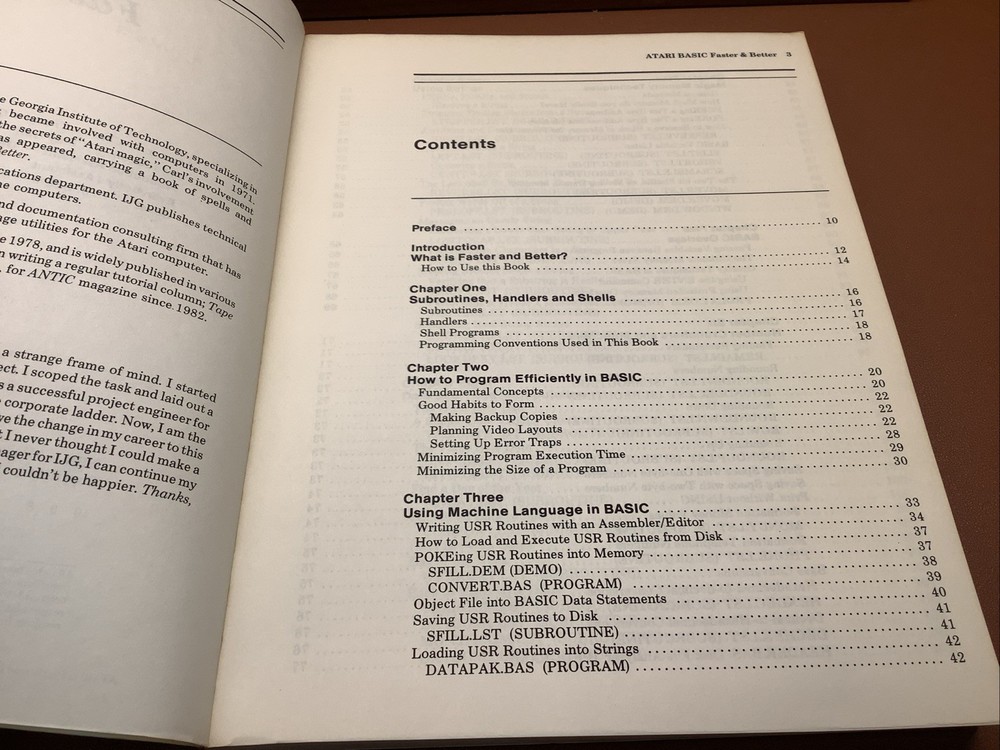 e Georgia Institute of Technology, specializing in
became involved with computers in 1971.
the secrets of "Atari magic," Carl's involvement
as appeared, carrying a book of spells and
etter.
cations department. IJG publishes technical
e computers.
nd documentation consulting firm that has
age utilities for the Atari computer.
e 1978, and is widely published in various
n writing a regular tutorial column; Tape
. for ANTIC magazine since 1982.
a strange frame of mind. I started
ect. I scoped the task and laid out a
s a successful project engineer for
corporate ladder. Now, I am the
ve the change in my career to this
t I never thought I could make a
ager for IJG, I can continue my
couldn't be happier. Thanks,
ATARI BASIC Faster & Better 3
Contents
Preface .......... 10
Introduction
What is Faster and Better? .......... 12
How to Use this Book .......... 14
Chapter One
Subroutines, Handlers and Shells .......... 16
Subroutines .......... 16
Handlers .......... 17
Shell Programs .......... 18
Programming Conventions Used in This Book .......... 18
Chapter Two
How to Program Efficiently in BASIC .......... 20
Fundamental Concepts .......... 20
Good Habits to Form .......... 22
Making Backup Copies .......... 22
Planning Video Layouts .......... 22
Setting Up Error Traps .......... 28
Minimizing Program Execution Time .......... 29
Minimizing the Size of a Program .......... 30
Chapter Three
Using Machine Language in BASIC .......... 33
Writing USR Routines with an Assembler/Editor .......... 34
How to Load and Execute USR Routines from Disk .......... 37
POKEing USR Routines into Memory .......... 37
SFILL.DEM (DEMO) .......... 38
CONVERT.BAS (PROGRAM) .......... 39
Object File into BASIC Data Statements .......... 40
Saving USR Routines to Disk .......... 41
SFILL.LST (SUBROUTINE) .......... 41
Loading USR Routines into Strings .......... 42
DATAPAK.BAS (PROGRAM) .......... 42